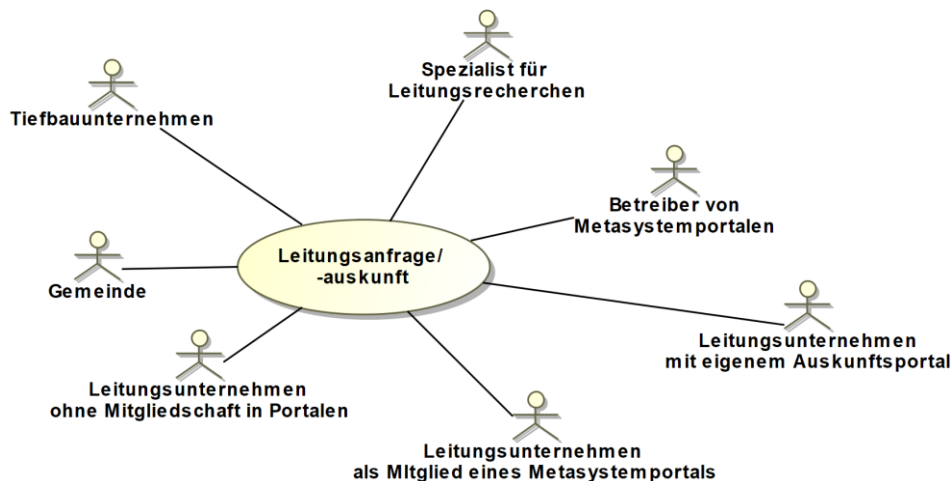 Spezialist für
Leitungsrecherchen
Tiefbauunternehmen
Betreiber von
Metasystemportalen
Leitungsanfrage/
-auskunft
Gemeinde
Leitungsunternehmen
mit eigenem Auskunftsportal
Leitungsunternehmen
ohne Mitgliedschaft in Portalen
Leitungsunternehmen
als MItglied eines Metasystemportals